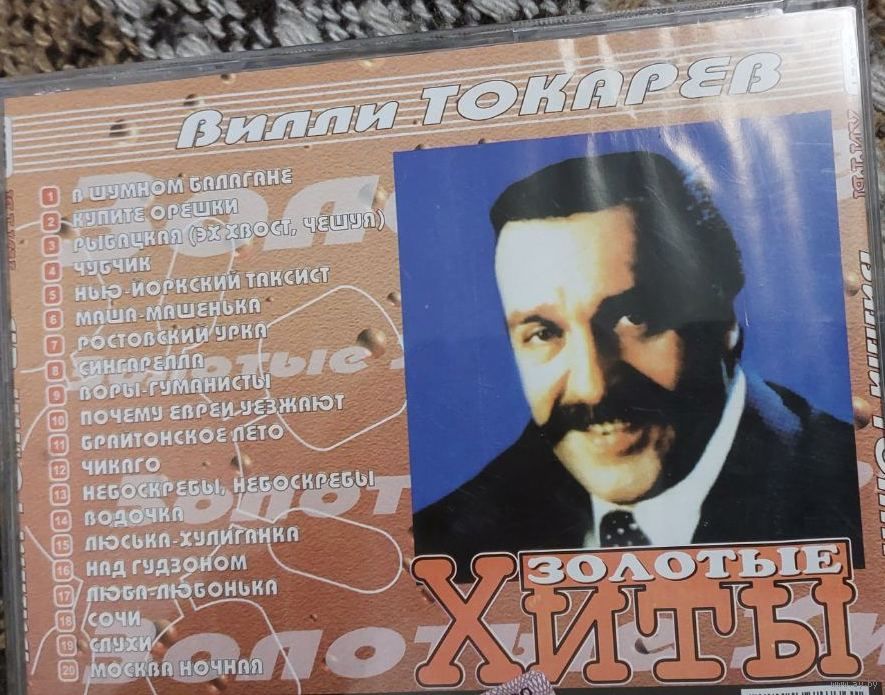 Вилли ТОКАРЕВ
1 В ШУМНОМ БАЛАГАНЕ
2 КУПИТЕ ОРЕШКИ
3 РЫБАЦКАЯ (ЭХ ХВОСТ, ЧЕШУЯ)
4 ЧУБЧИК
5 НЬЮ-ЙОРКСКИЙ ТАКСИСТ
6 МАША-МАШЕНЬКА
7 РОСТОВСКИЙ УРКА
8 СИНГАРЕЛЛА
9 ВОРЫ-ГУМАНИСТЫ
10 ПОЧЕМУ ЕВРЕИ УЕЗЖАЮТ
11 БРАЙТОНСКОЕ ЛЕТО
12 ЧИКАГО
13 НЕБОСКРЕБЫ, НЕБОСКРЕБЫ
14 ВОДОЧКА
15 ЛЮСЬКА-ХУЛИГАНКА
16 НАД ГУДЗОНОМ
17 ЛЮБА-ЛЮБОНЬКА
18 СОЧИ
19 СЛУХИ
20 МОСКВА НОЧНАЯ
ЗОЛОТЫЕ
ХИТЫ